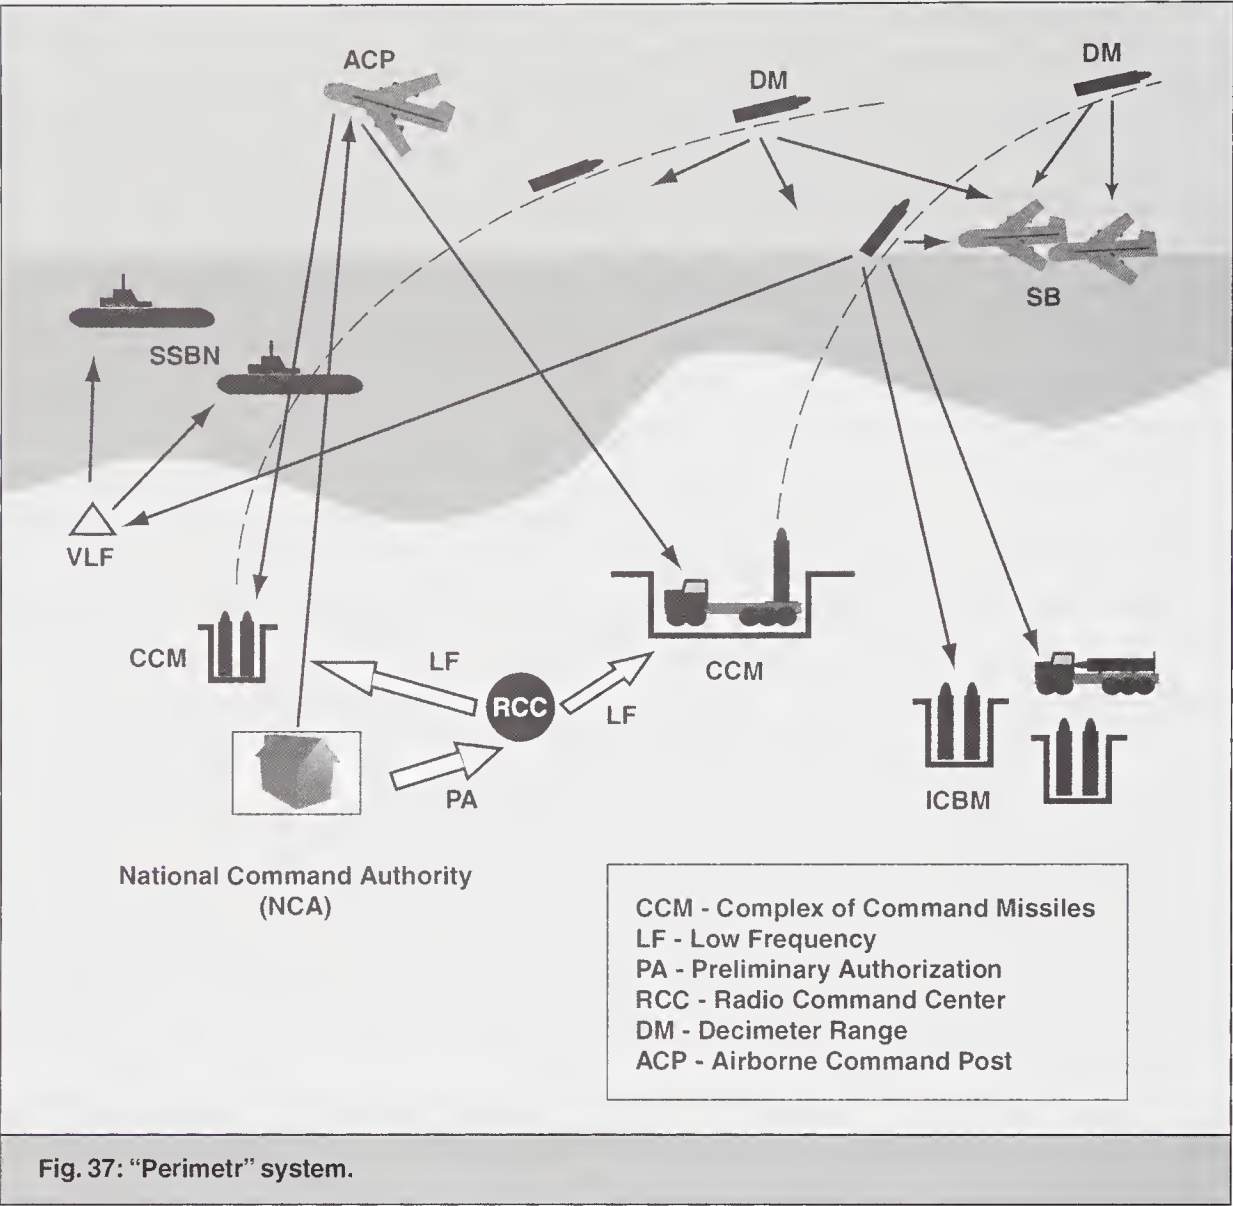 ACP
DM
DM
SB
SSBN
VLF
CCM
LF
RCC
LF
CCM
PA
ICBM
National Command Authority
(NCA)
CCM - Complex of Command Missiles
LF - Low Frequency
PA - Preliminary Authorization
RCC - Radio Command Center
DM - Decimeter Range
ACP - Airborne Command Post
Fig. 37: “Perimetr” system.